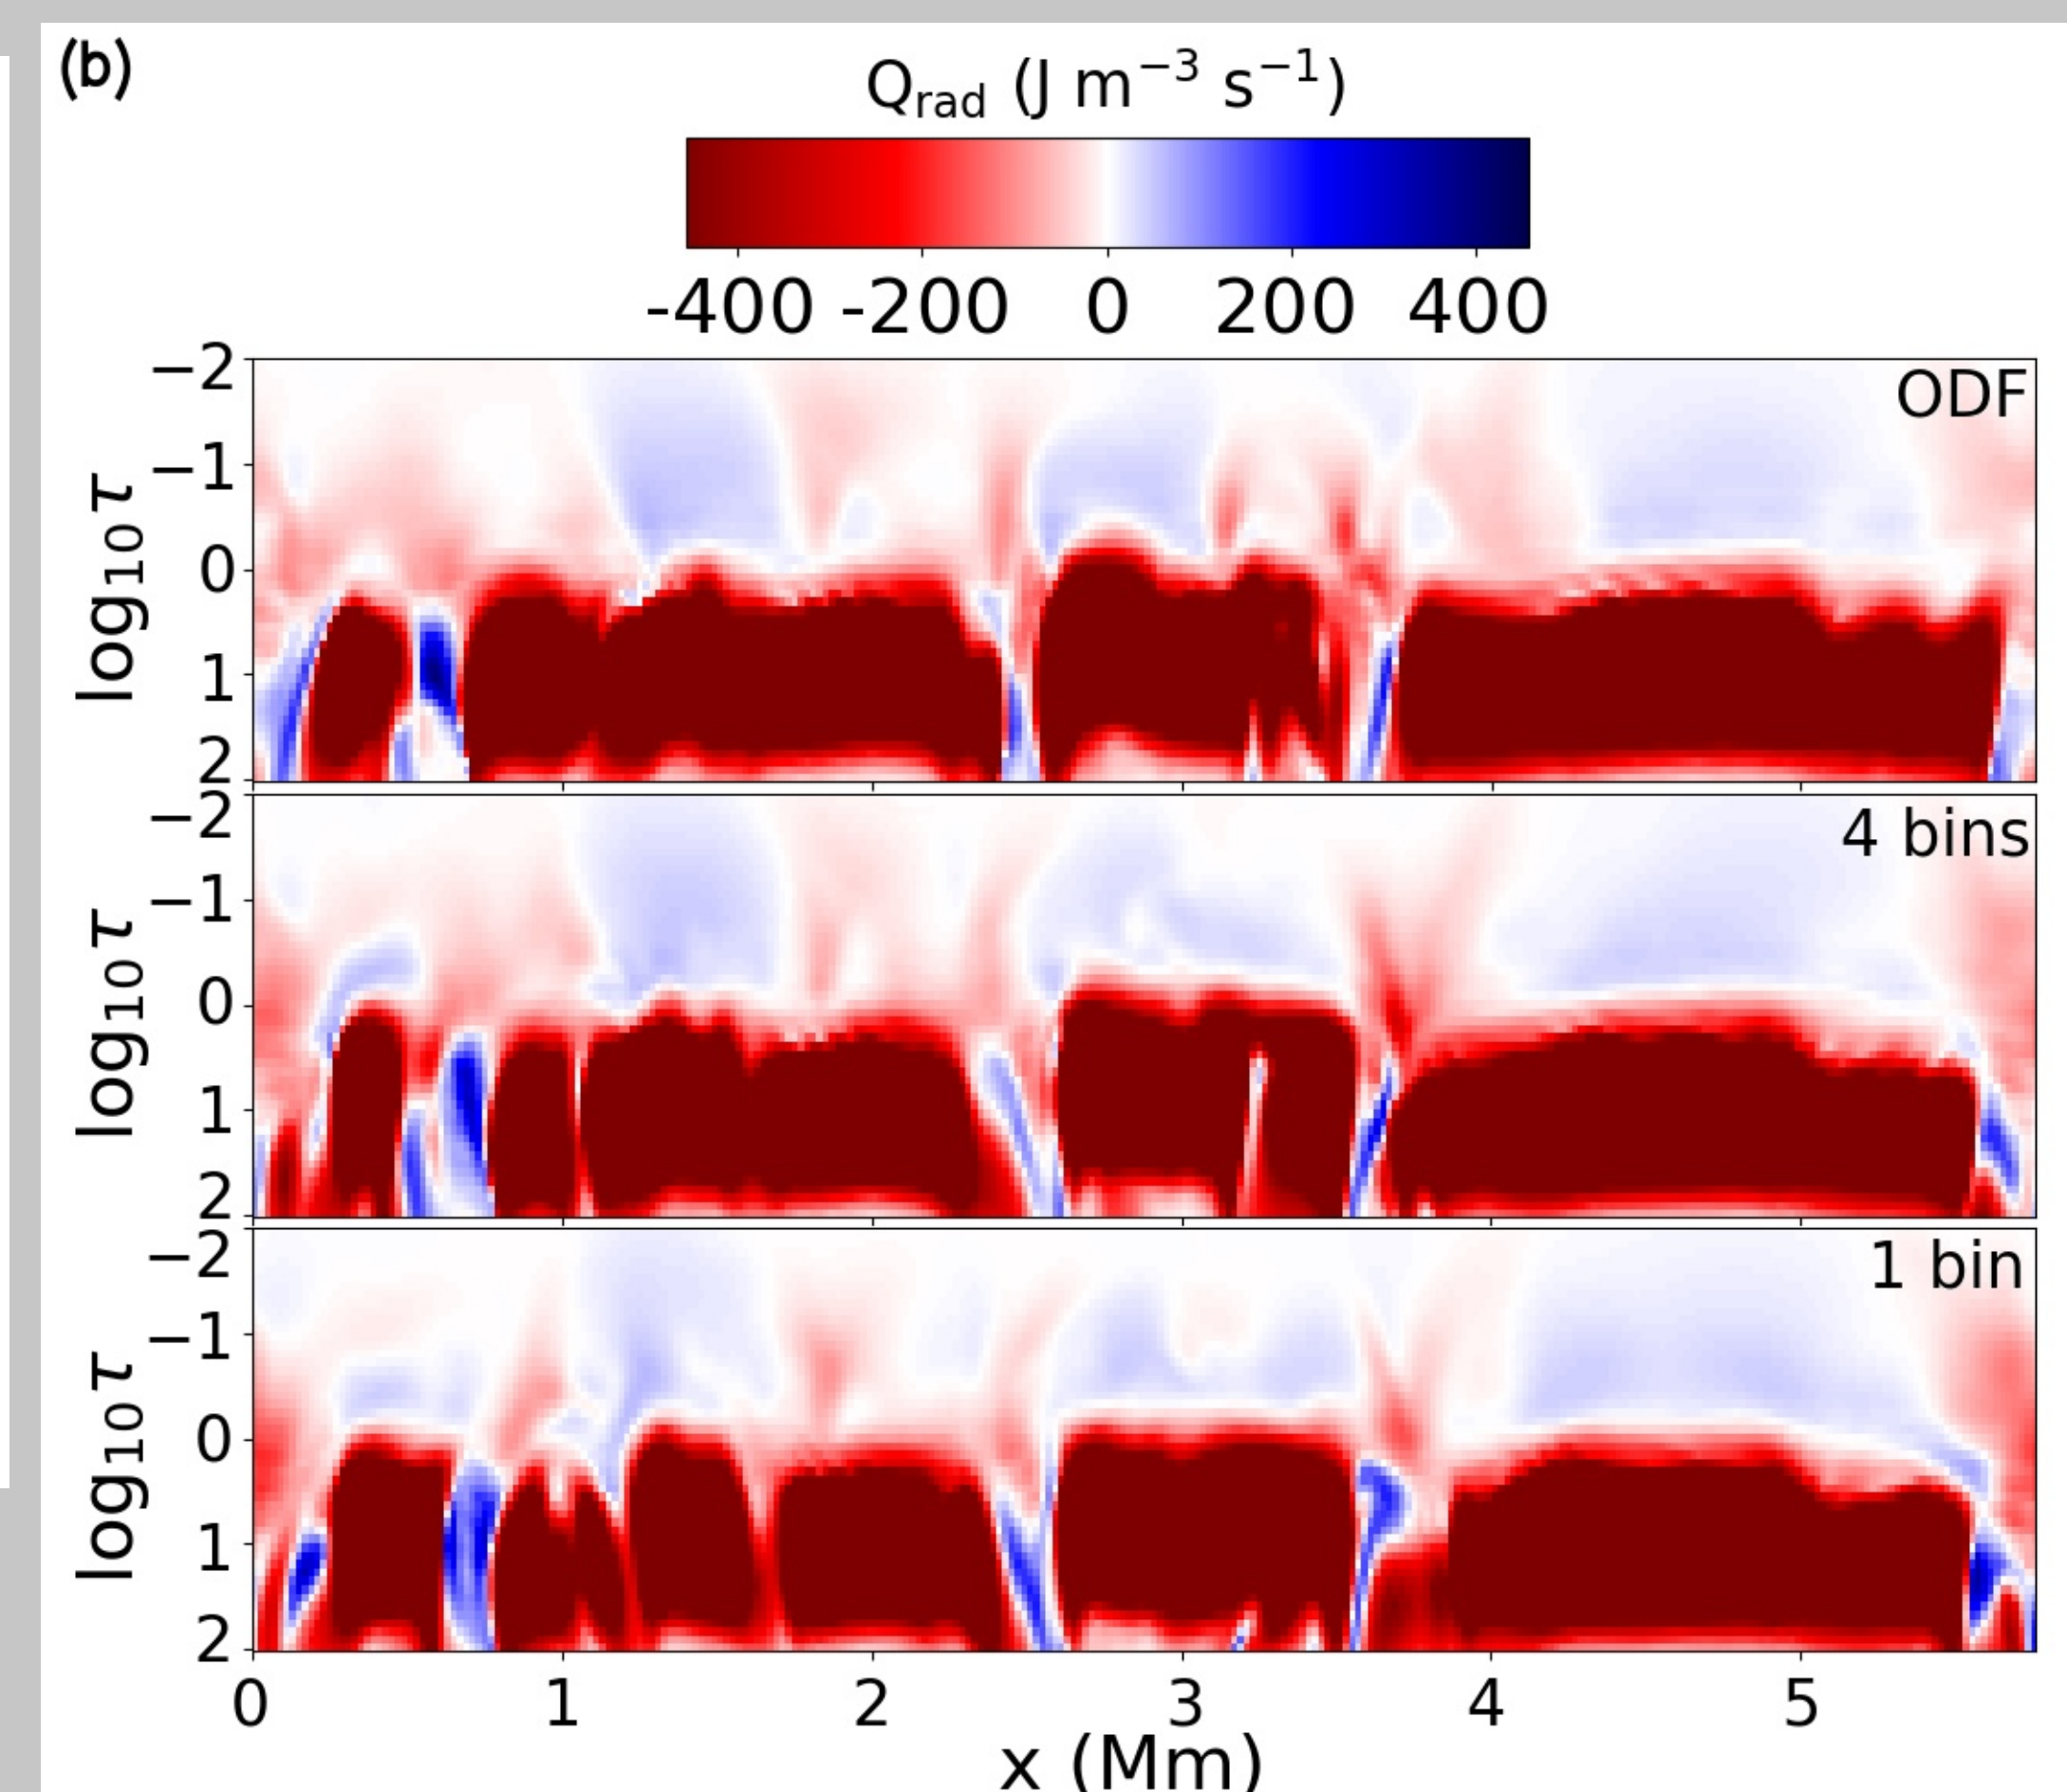 (b)
Q_rad (J m⁻³ s⁻¹)
-400 -200 0 200 400
ODF
−2
−1
0
1
2
log₁₀τ
4 bins
−2
−1
0
1
2
log₁₀τ
1 bin
−2
−1
0
1
2
log₁₀τ
0 1 2 3 4 5
x (Mm)